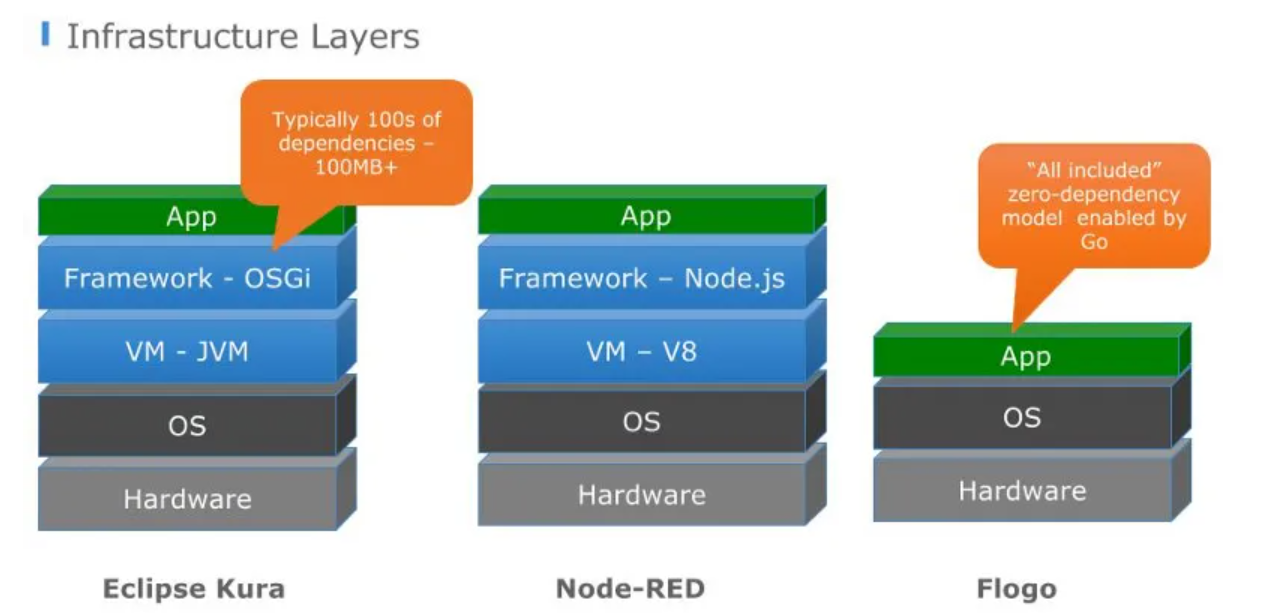 Infrastructure Layers
Typically 100s of
dependencies –
100MB+
App
Framework - OSGi
VM - JVM
OS
Hardware
Eclipse Kura
App
Framework – Node.js
VM – V8
OS
Hardware
Node-RED
“All included”
zero-dependency
model  enabled by
Go
App
OS
Hardware
Flogo